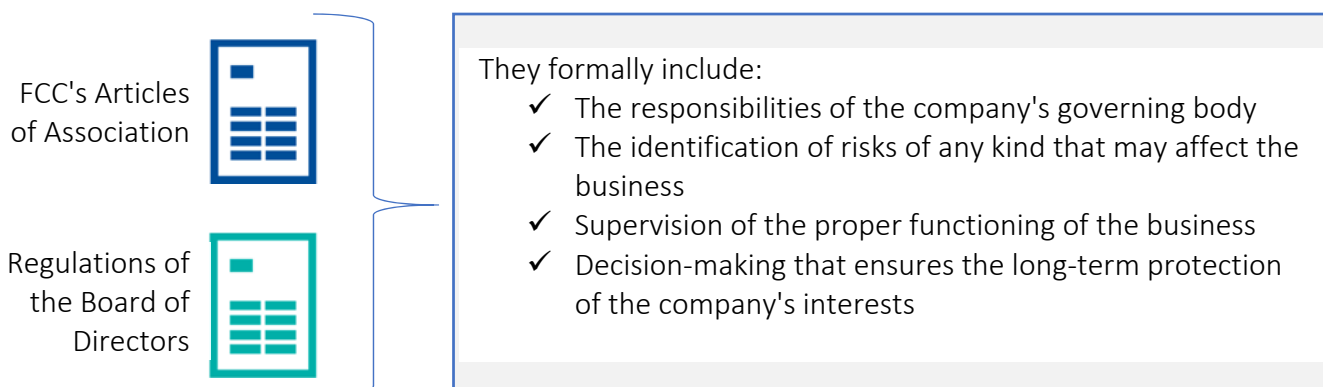 FCC's Articles
of Association
Regulations of
the Board of
Directors
They formally include:
✓ The responsibilities of the company's governing body
✓ The identification of risks of any kind that may affect the
business
✓ Supervision of the proper functioning of the business
✓ Decision-making that ensures the long-term protection
of the company's interests